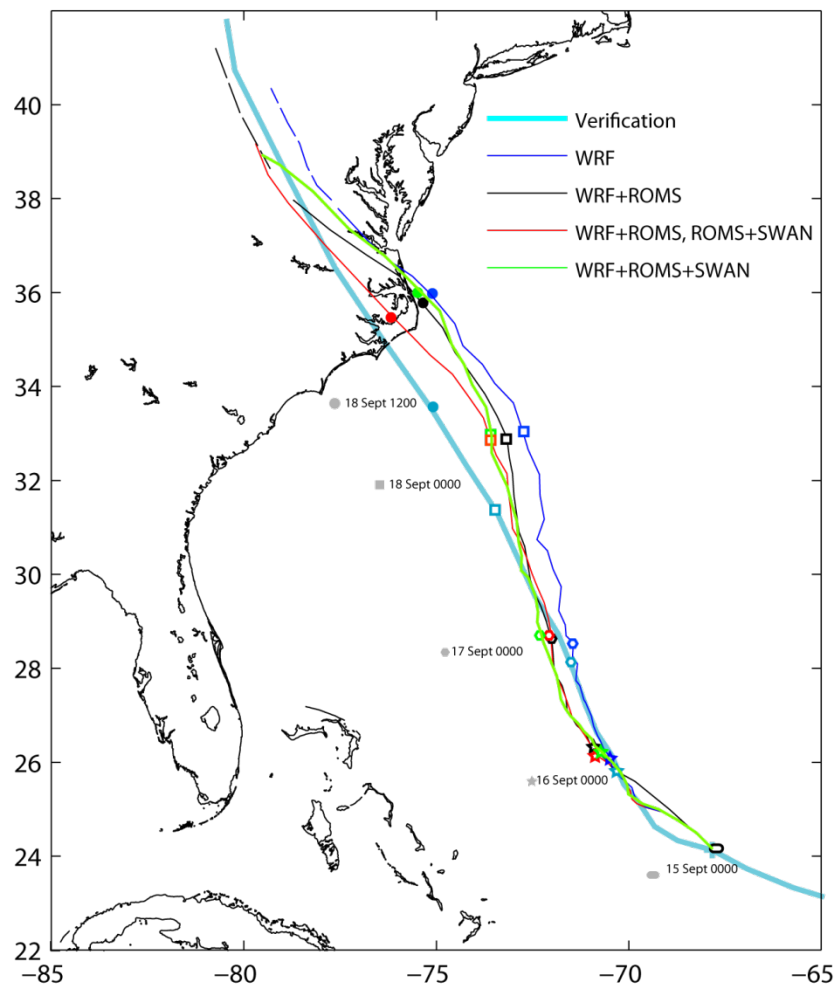 40
38
36
34
32
30
28
26
24
22
Verification
WRF
WRF+ROMS
WRF+ROMS, ROMS+SWAN
WRF+ROMS+SWAN
18 Sept 1200
18 Sept 0000
17 Sept 0000
16 Sept 0000
15 Sept 0000
−85
−80
−75
−70
−65